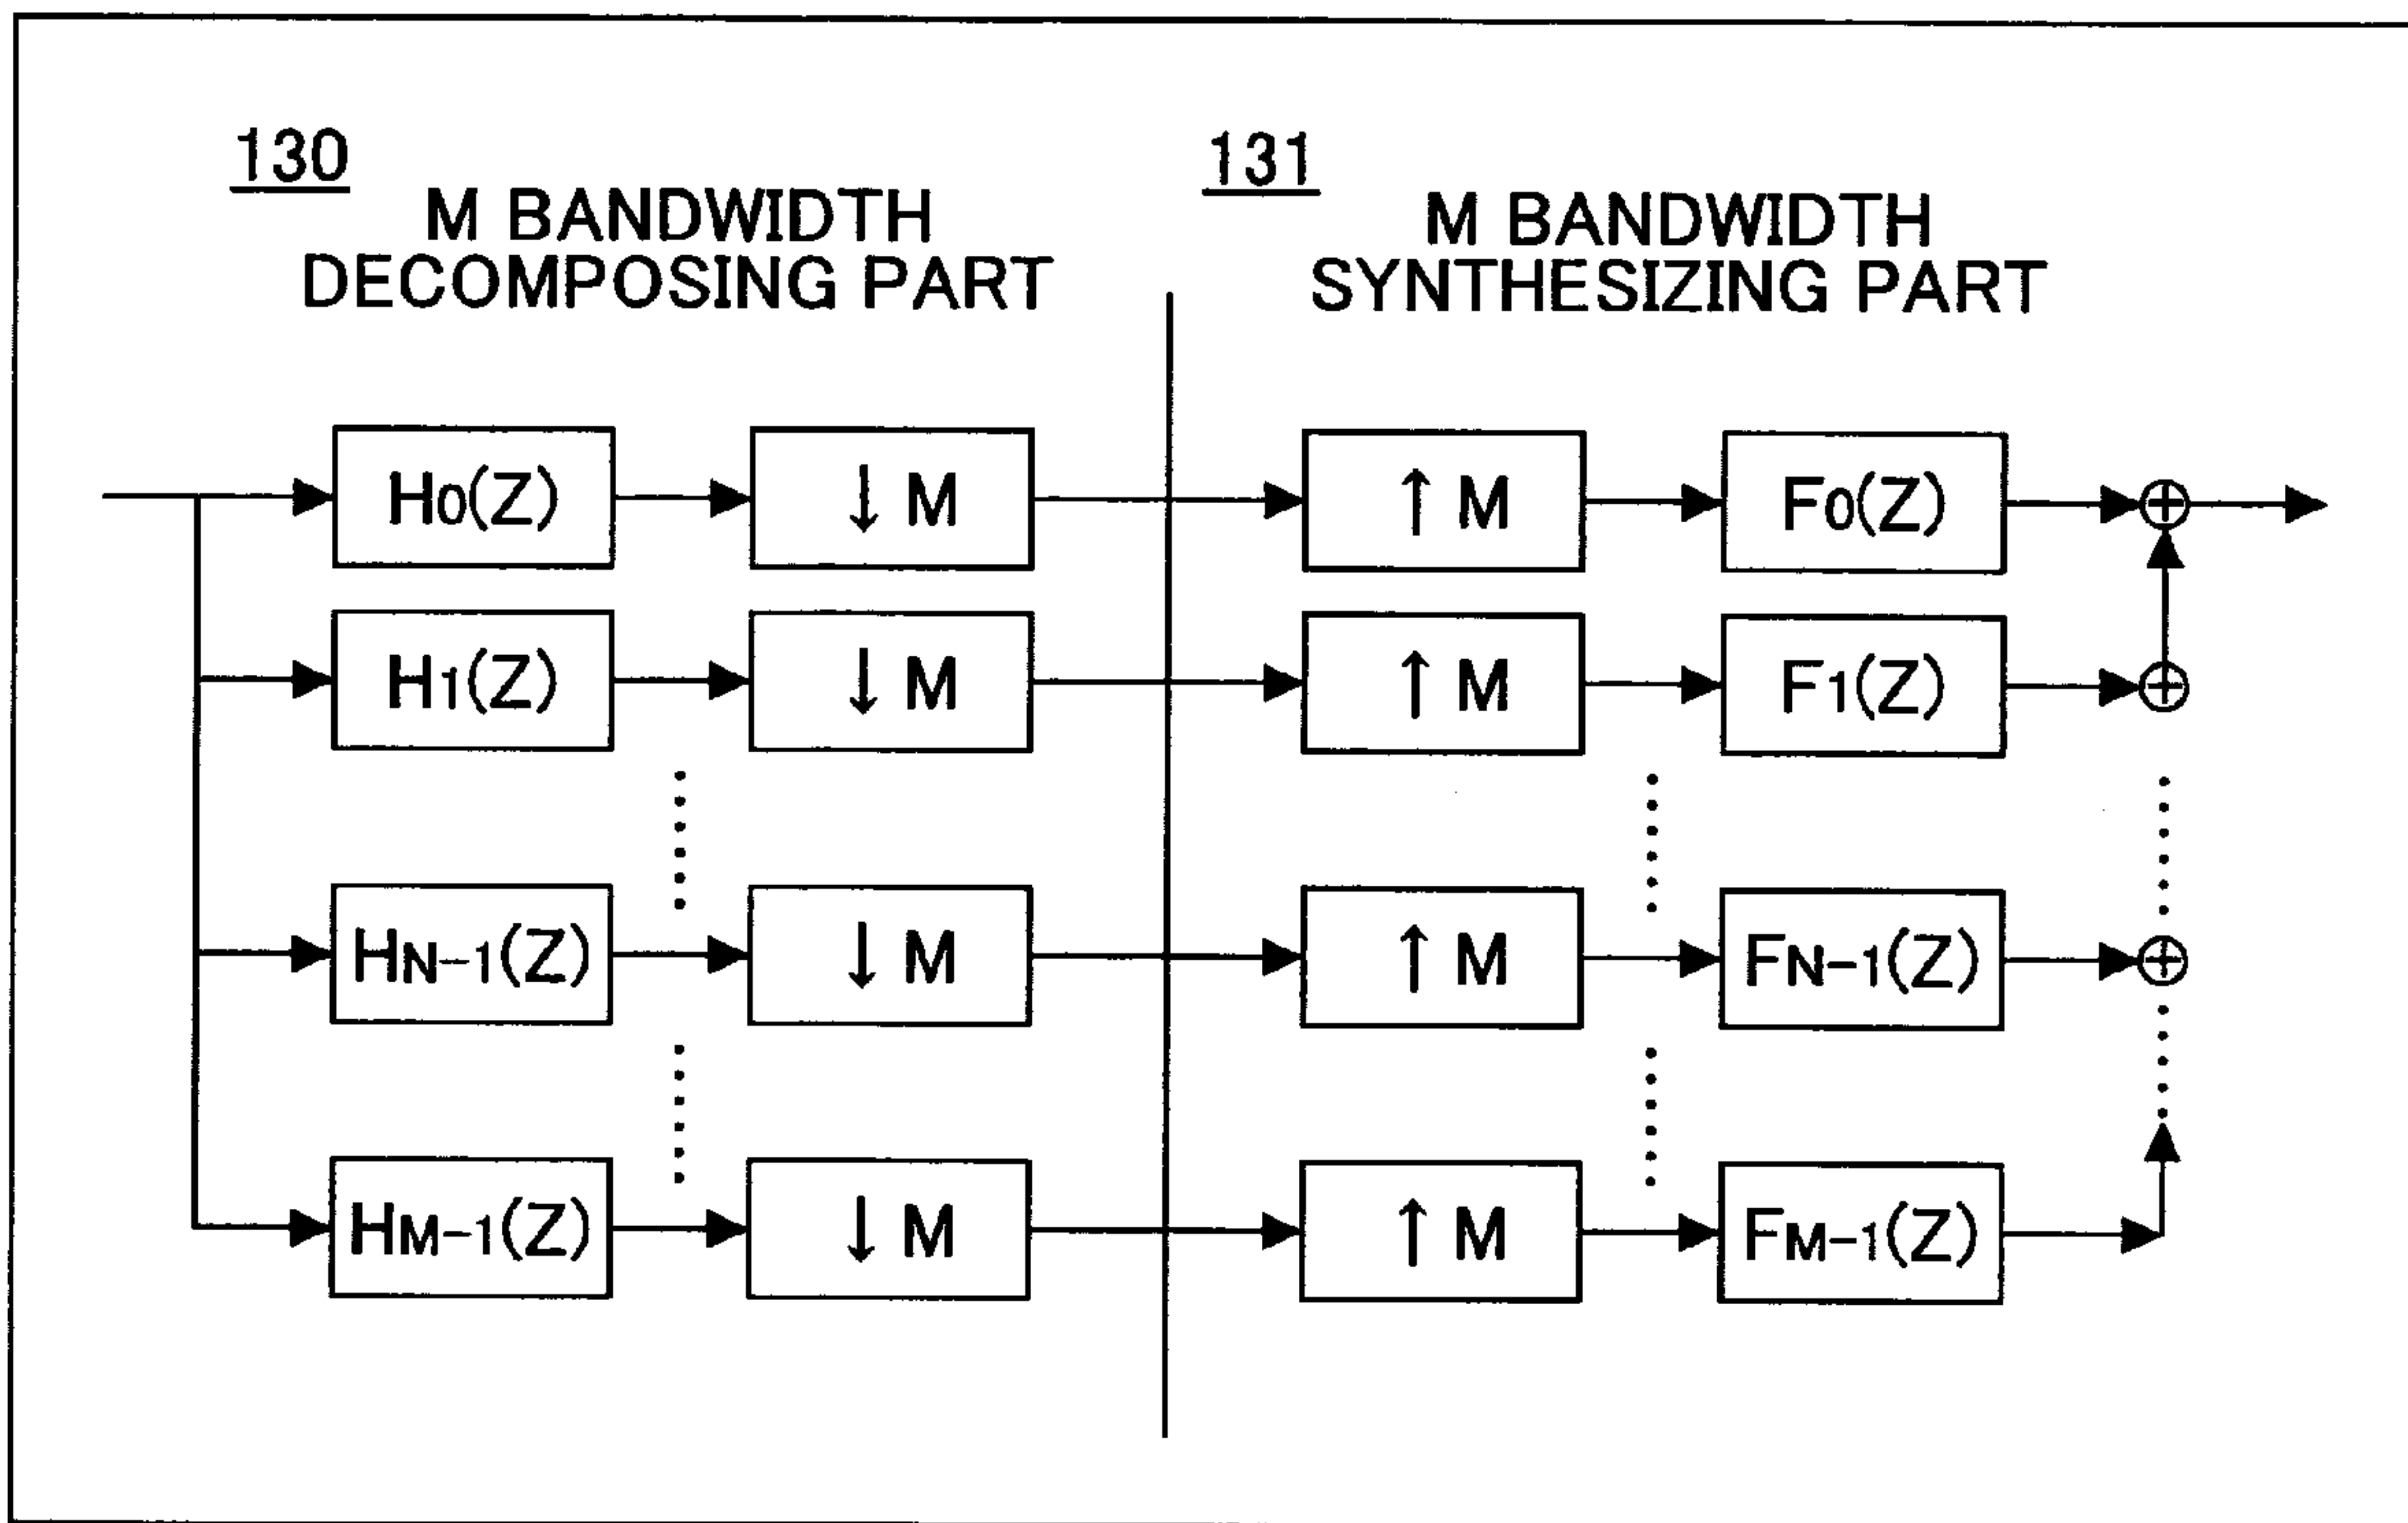 130
M BANDWIDTH
DECOMPOSING PART
131
M BANDWIDTH
SYNTHESIZING PART
H0(Z) ↓ M ↑ M F0(Z)
H1(Z) ↓ M ↑ M F1(Z)
HN-1(Z) ↓ M ↑ M FN-1(Z)
HM-1(Z) ↓ M ↑ M FM-1(Z)